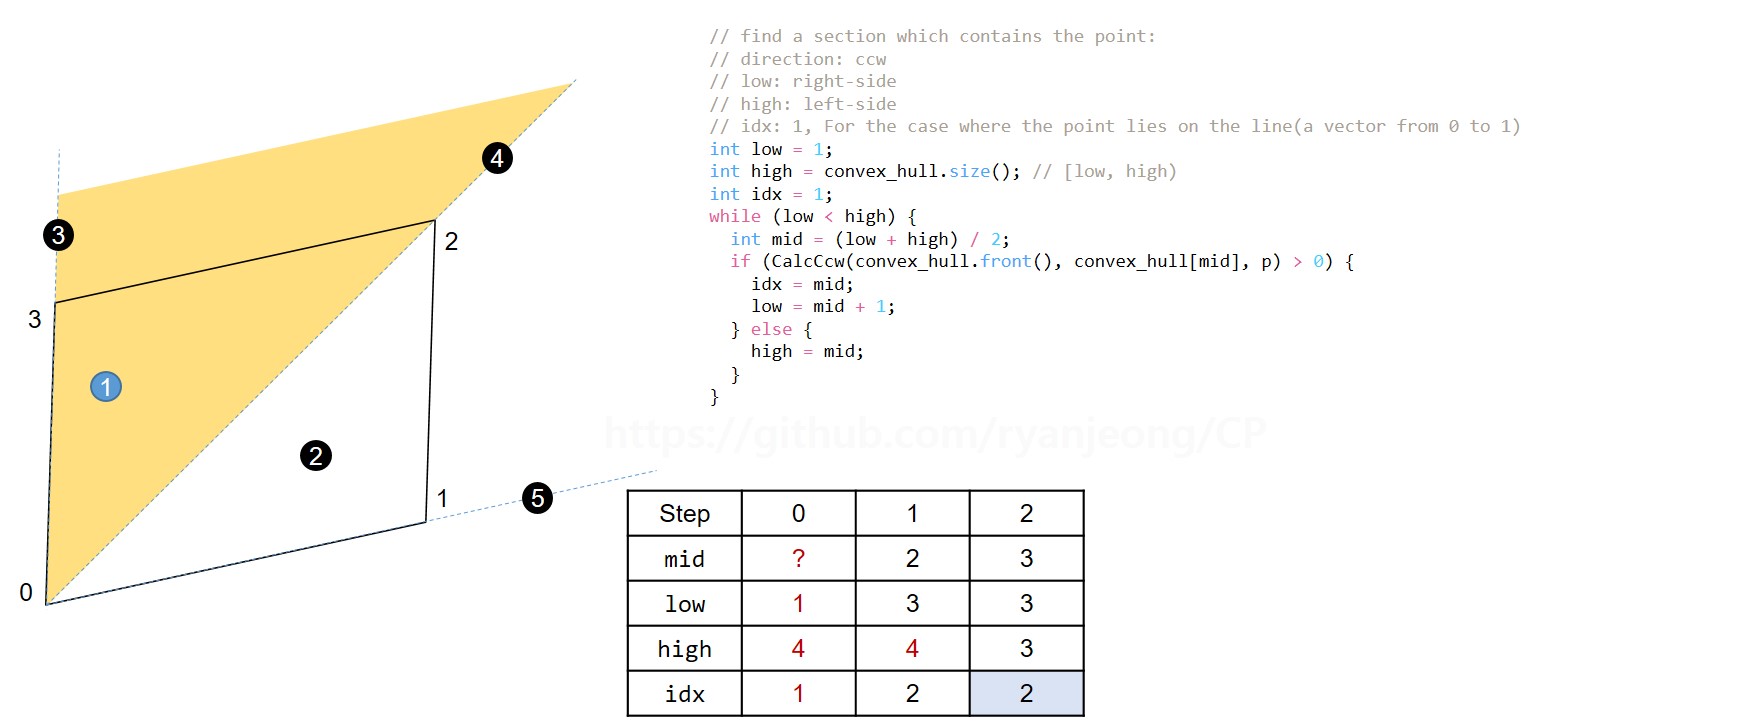 // find a section which contains the point:
// direction: ccw
// low: right-side
// high: left-side
// idx: 1, For the case where the point lies on the line(a vector from 0 to 1)
int low = 1;
int high = convex_hull.size(); // [low, high)
int idx = 1;
while (low < high) {
  int mid = (low + high) / 2;
  if (CalcCcw(convex_hull.front(), convex_hull[mid], p) > 0) {
    idx = mid;
    low = mid + 1;
  } else {
    high = mid;
  }
}
4
3
2
3
1
2
1
5
0
https://github.com/ryanjeong/CP
Step 0 1 2
mid ? 2 3
low 1 3 3
high 4 4 3
idx 1 2 2